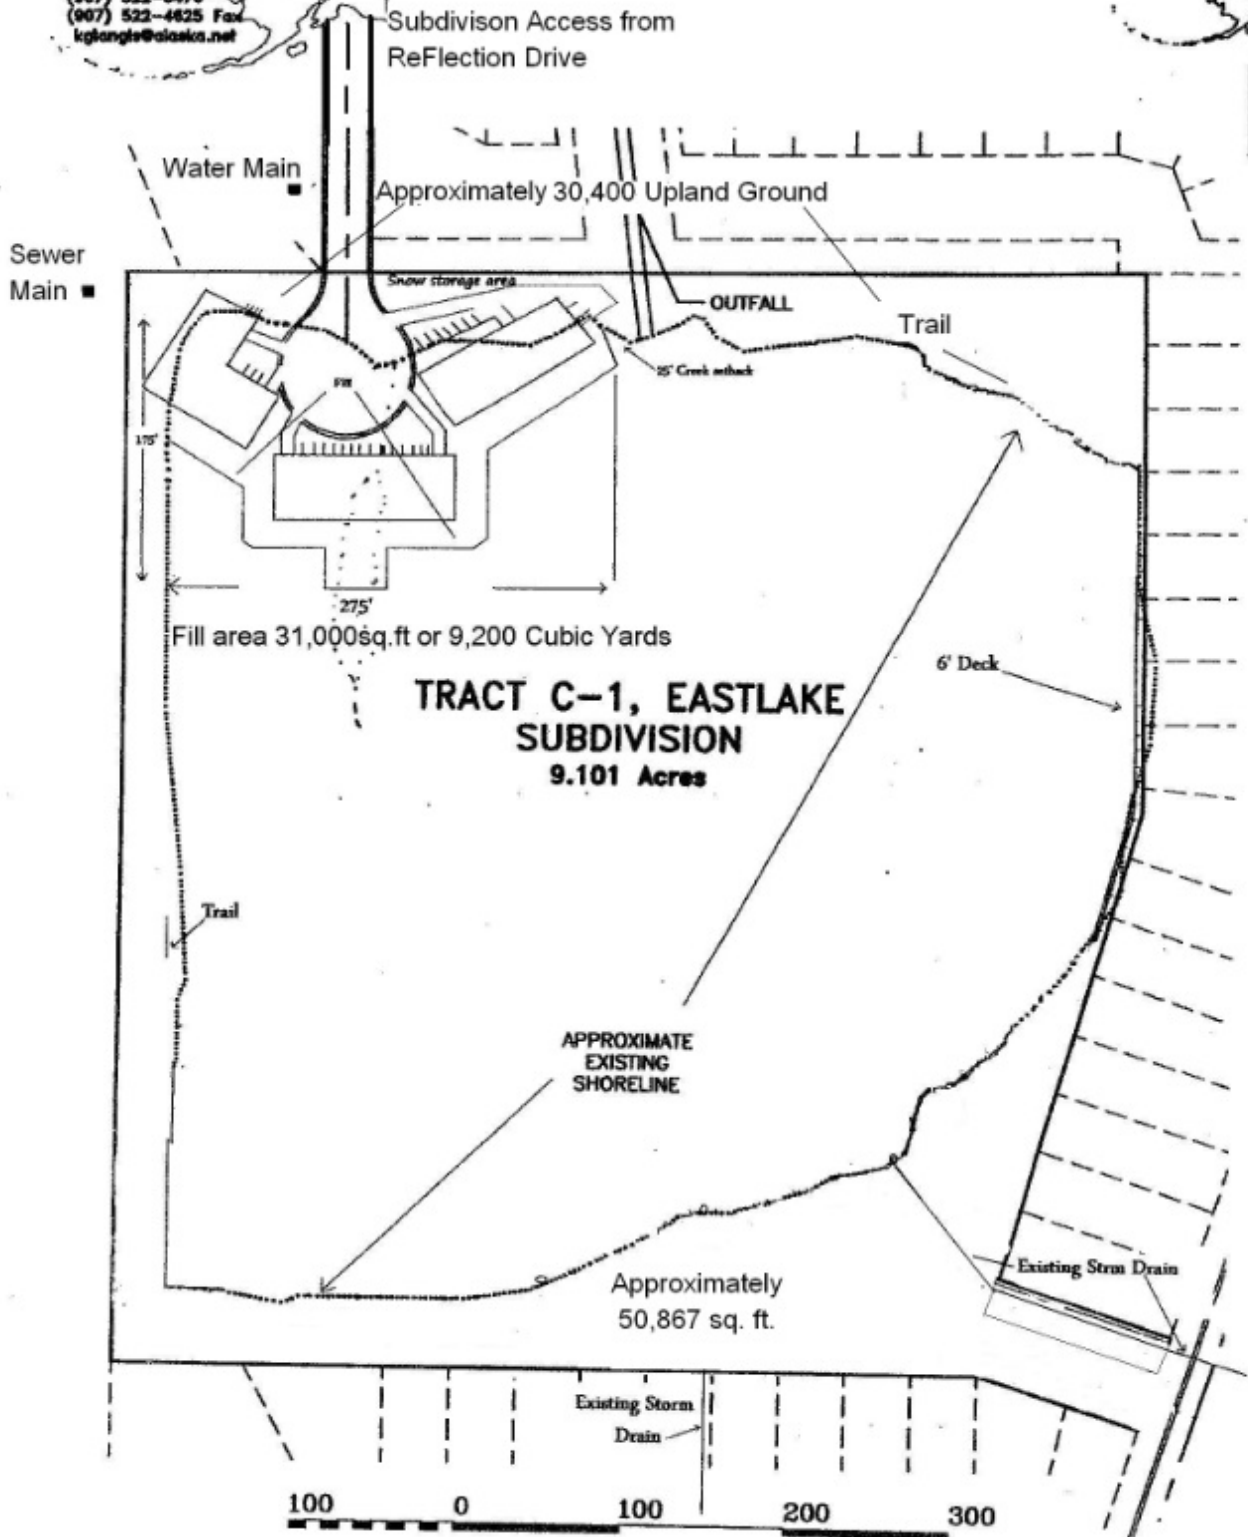 (907) 522-4625 Fax
kglangts@alaska.net
Subdivison Access from
ReFlection Drive
Water Main
Approximately 30,400 Upland Ground
Sewer
Main
Snow storage area
OUTFALL
Trail
25' Creek setback
Fill
175'
275'
Fill area 31,000sq.ft or 9,200 Cubic Yards
6' Deck
TRACT C-1, EASTLAKE
SUBDIVISION
9.101 Acres
Trail
APPROXIMATE
EXISTING
SHORELINE
Existing Strm Drain
Approximately
50,867 sq. ft.
Existing Storm
Drain
100 0 100 200 300